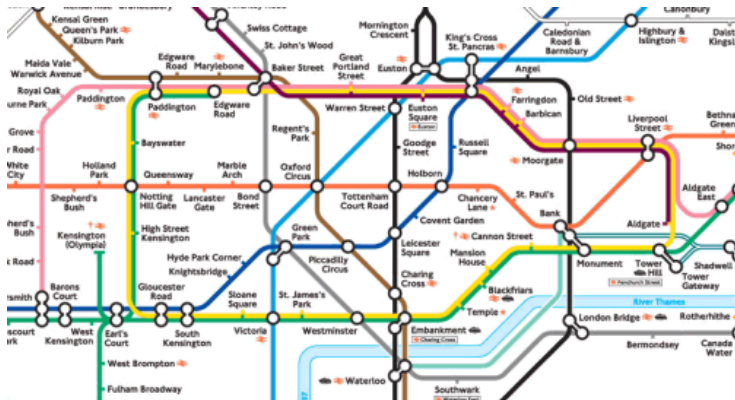 Kensal Green
Queen's Park
Kilburn Park
Swiss Cottage
St. John's Wood
Mornington
Crescent
King's Cross
St. Pancras
Caledonian
Road &
Barnsbury
Canonbury
Highbury &
Islington
Maida Vale
Warwick Avenue
Edgware
Road
Marylebone
Baker Street
Great
Portland
Street
Euston
Angel
Royal Oak
Paddington
Paddington
Edgware
Road
Warren Street
Euston
Square
Euston
Farringdon
Barbican
Old Street
Liverpool
Street
Grove
Bayswater
Regent's
Park
Goodge
Street
Russell
Square
Moorgate
Green
White
City
Holland
Park
Queensway
Marble
Arch
Oxford
Circus
Holborn
St. Paul's
Shepherd's
Bush
Notting
Hill Gate
Lancaster
Gate
Bond
Street
Tottenham
Court Road
Chancery
Lane
Bank
Aldgate
East
Aldgate
Kensington
(Olympia)
High Street
Kensington
Hyde Park Corner
Knightsbridge
Green
Park
Piccadilly
Circus
Leicester
Square
Covent Garden
Cannon Street
Mansion
House
Monument
Tower
Hill
Fenchurch Street
Tower
Gateway
Shadwell
Barons
Court
Gloucester
Road
Sloane
Square
St. James's
Park
Charing
Cross
Blackfriars
Temple
River Thames
West
Kensington
Earl's
Court
South
Kensington
Victoria
Westminster
Embankment
Charing Cross
London Bridge
Rotherhithe
Bermondsey
Canada
Water
West Brompton
Fulham Broadway
Waterloo
Southwark